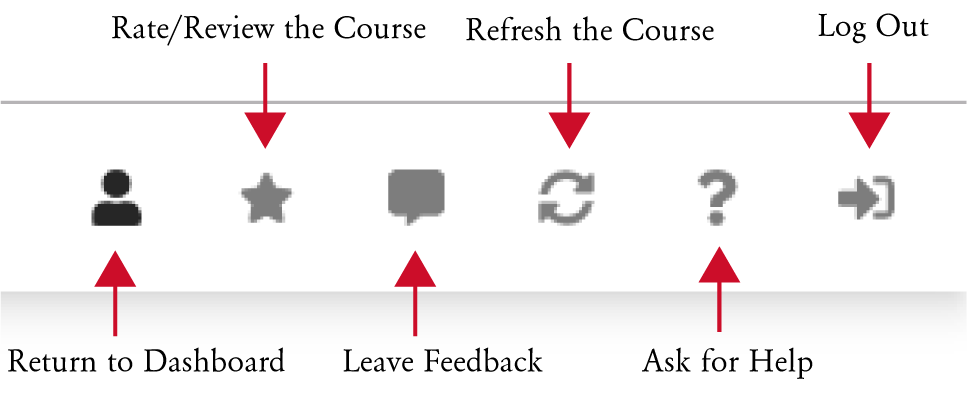 Rate/Review the Course
Refresh the Course
Log Out
Return to Dashboard
Leave Feedback
Ask for Help